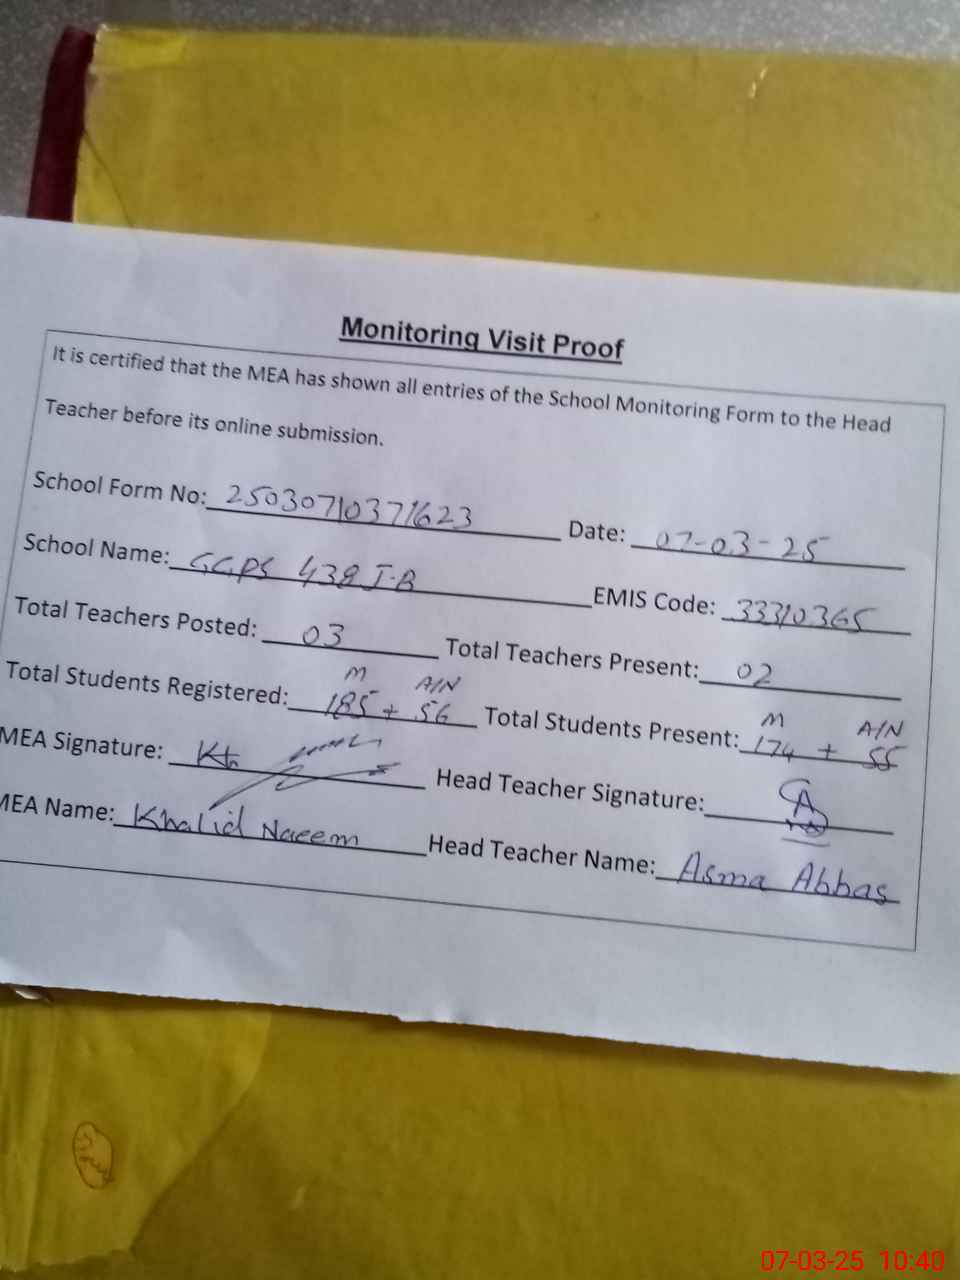 Monitoring Visit Proof
It is certified that the MEA has shown all entries of the School Monitoring Form to the Head
Teacher before its online submission.
School Form No: 25030710371623 Date: 07-03-25
School Name: GGPS 438 J.B EMIS Code: 33310365
Total Teachers Posted: 03 Total Teachers Present: 02
M A/N M A/N
Total Students Registered: 185 + 56 Total Students Present: 174 + 55
MEA Signature: Head Teacher Signature:
MEA Name: Khalid Naeem Head Teacher Name: Asma Abbas
07-03-25 10:40